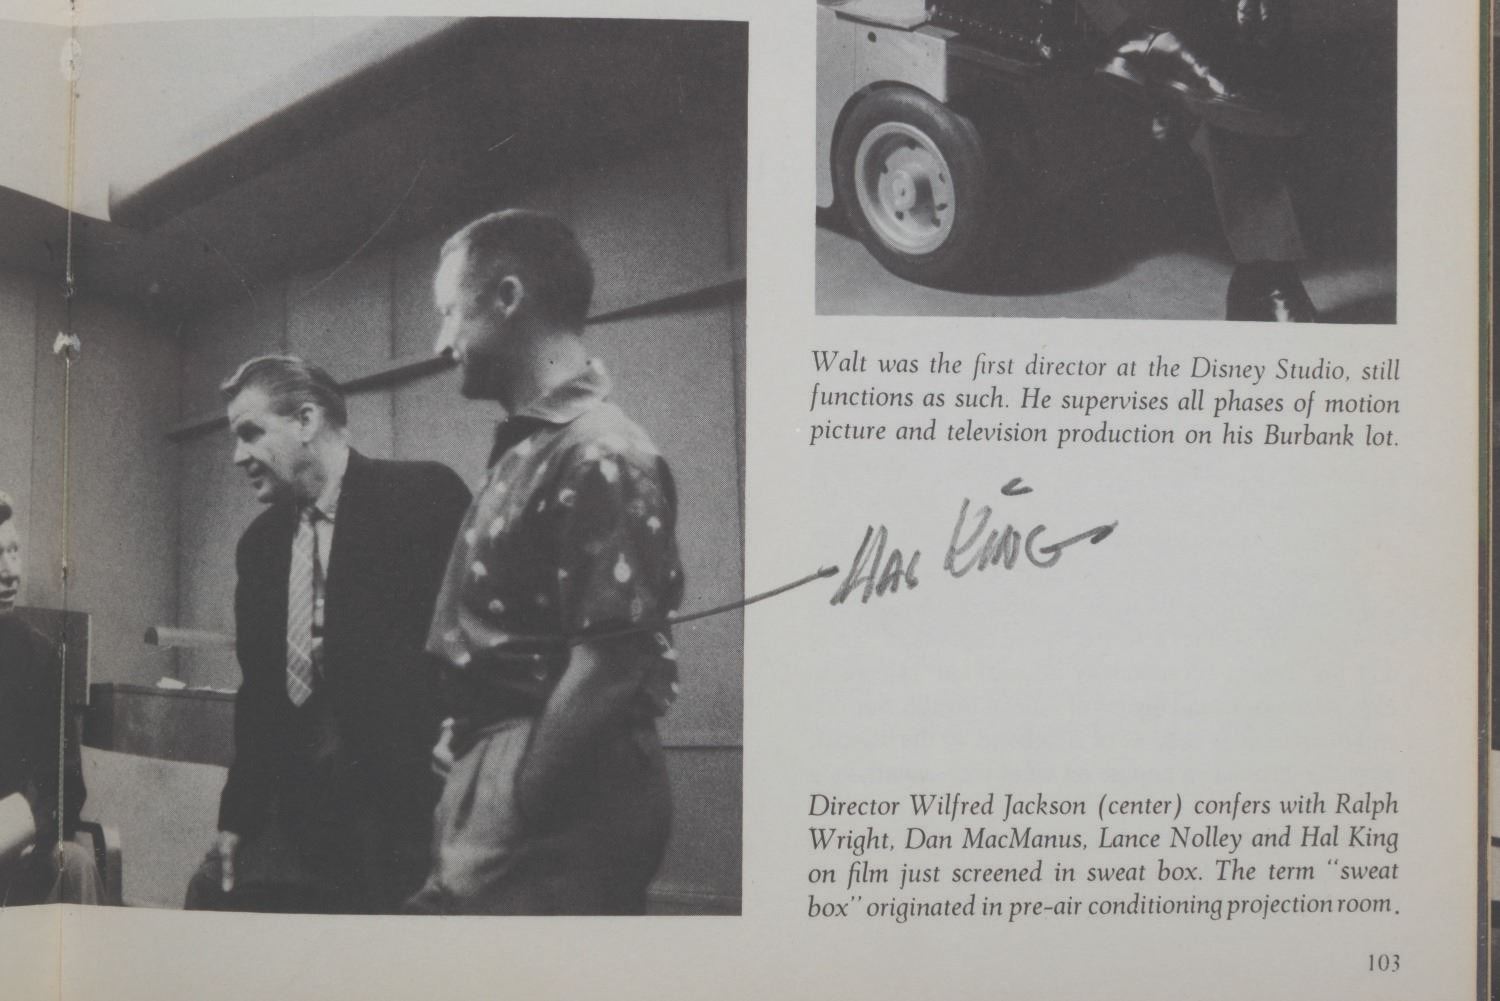 Walt was the first director at the Disney Studio, still
functions as such. He supervises all phases of motion
picture and television production on his Burbank lot.
HAL KING
Director Wilfred Jackson (center) confers with Ralph
Wright, Dan MacManus, Lance Nolley and Hal King
on film just screened in sweat box. The term "sweat
box" originated in pre-air conditioning projection room.
103